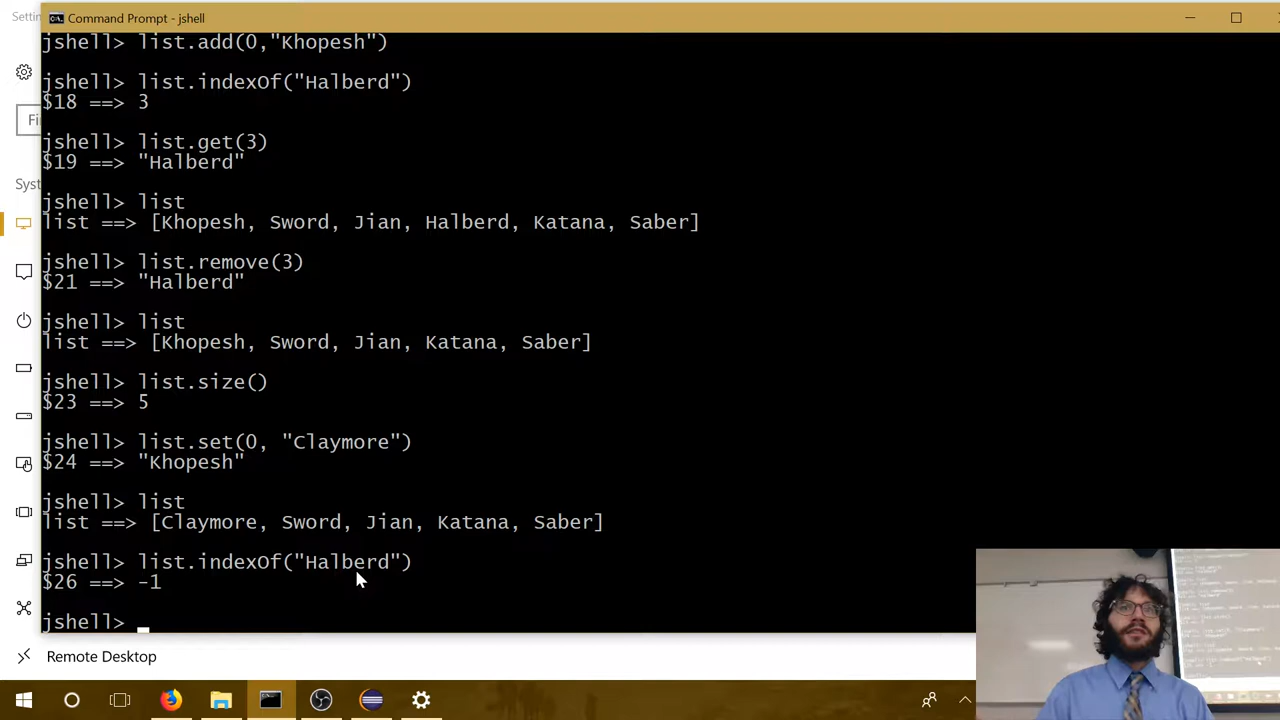 Settin
Command Prompt - jshell
jshell> list.add(0,"Khopesh")
jshell> list.indexOf("Halberd")
$18 ==> 3
jshell> list.get(3)
$19 ==> "Halberd"
jshell> list
list ==> [Khopesh, Sword, Jian, Halberd, Katana, Saber]
jshell> list.remove(3)
$21 ==> "Halberd"
jshell> list
list ==> [Khopesh, Sword, Jian, Katana, Saber]
jshell> list.size()
$23 ==> 5
jshell> list.set(0, "Claymore")
$24 ==> "Khopesh"
jshell> list
list ==> [Claymore, Sword, Jian, Katana, Saber]
jshell> list.indexOf("Halberd")
$26 ==> -1
jshell>
Fi
Syst
Remote Desktop